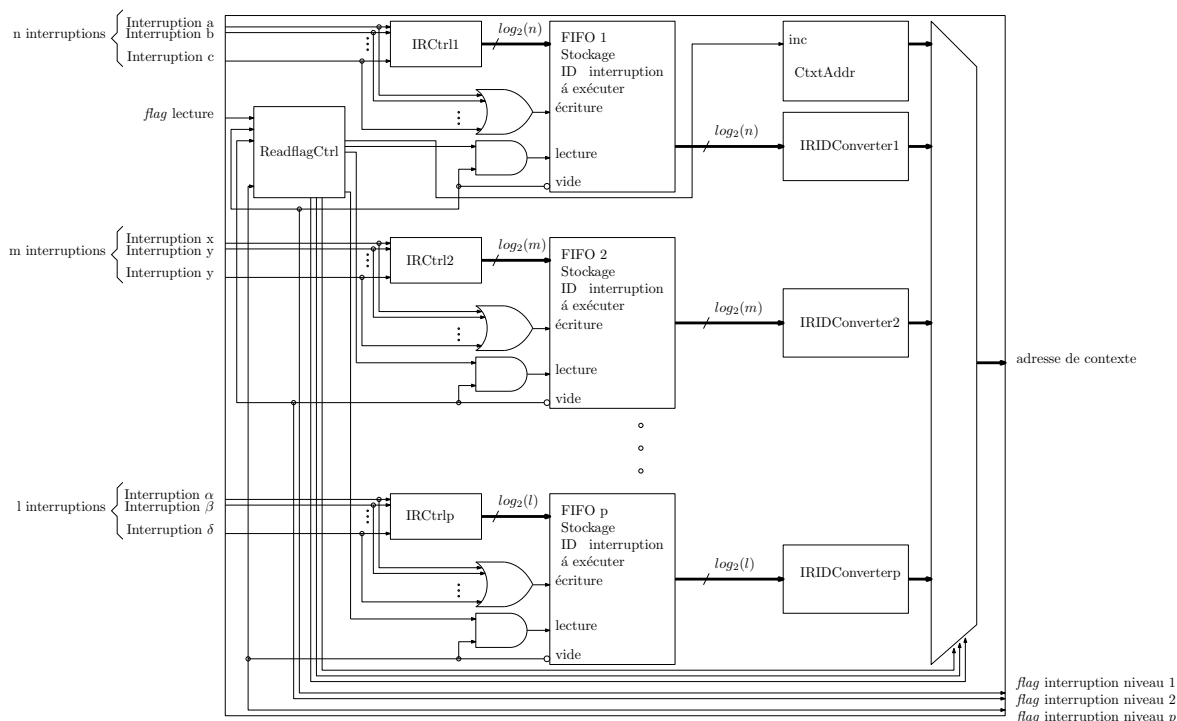 n interruptions
Interruption a
Interruption b
Interruption c
IRCtrl1
log₂(n)
FIFO 1
Stockage
ID interruption
á exécuter
écriture
lecture
vide
inc
CtxtAddr
flag lecture
ReadflagCtrl
log₂(n)
IRIDConverter1
m interruptions
Interruption x
Interruption y
Interruption y
IRCtrl2
log₂(m)
FIFO 2
Stockage
ID interruption
á exécuter
écriture
lecture
vide
log₂(m)
IRIDConverter2
adresse de contexte
l interruptions
Interruption α
Interruption β
Interruption δ
IRCtrlp
log₂(l)
FIFO p
Stockage
ID interruption
á exécuter
écriture
lecture
vide
log₂(l)
IRIDConverterp
flag interruption niveau 1
flag interruption niveau 2
flag interruption niveau p